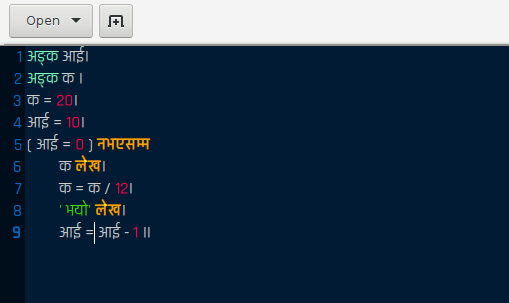 Open
1 अङ्क आई।
2 अङ्क क ।
3 क = 20।
4 आई = 10।
5 ( आई = 0 ) नभएसम्म
6 क लेख।
7 क = क / 12।
8 ' भयो' लेख।
9 आई = आई - 1 ॥